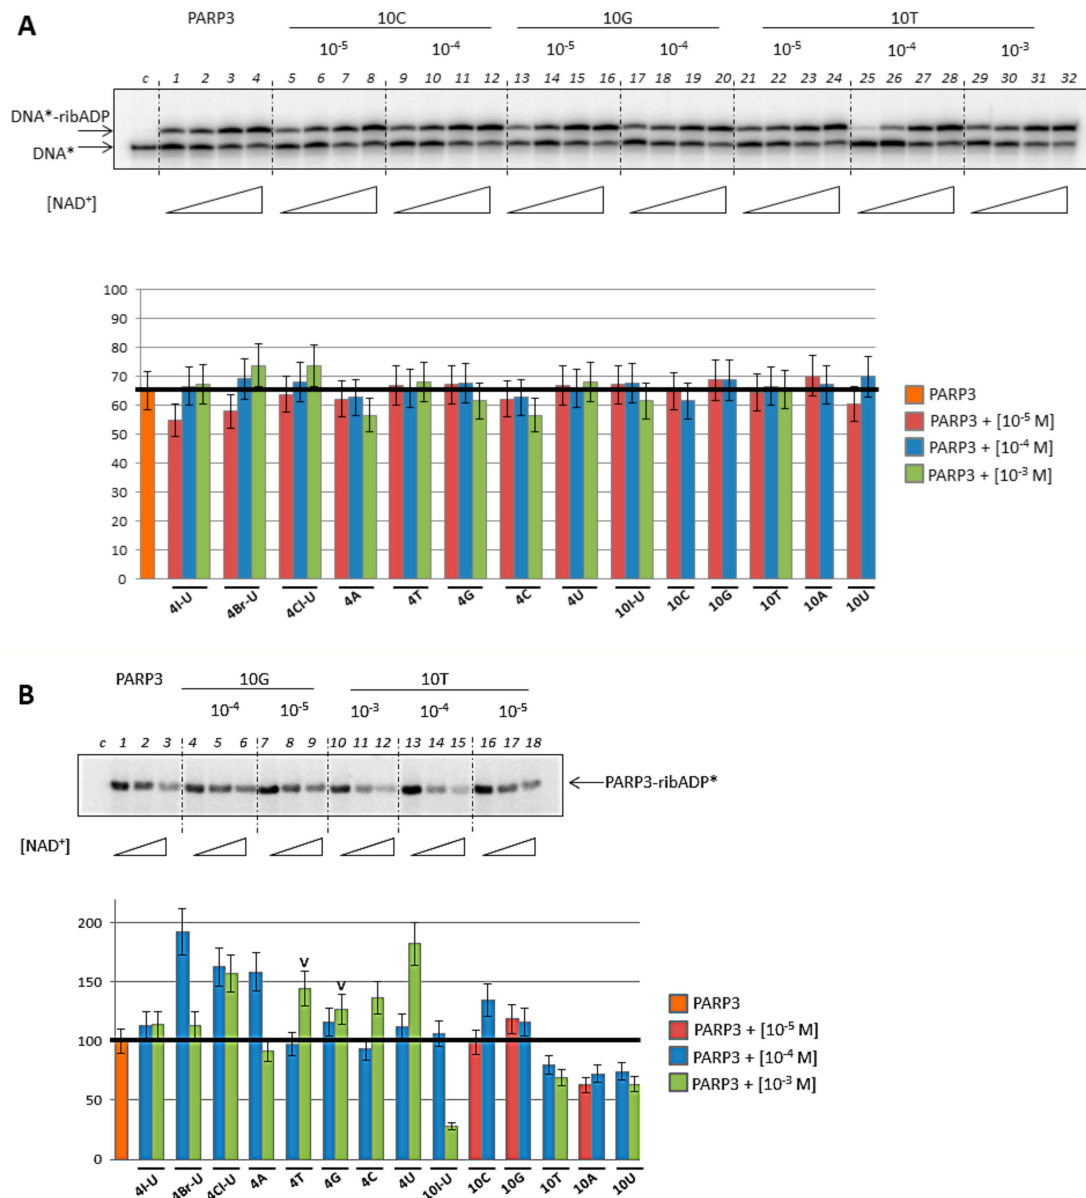 A
PARP3 10C 10G 10T
10-5 10-4 10-5 10-4 10-5 10-4 10-3
c 1 2 3 4 5 6 7 8 9 10 11 12 13 14 15 16 17 18 19 20 21 22 23 24 25 26 27 28 29 30 31 32
DNA*-ribADP
DNA*
[NAD+]
100
90
80
70
60
50
40
30
20
10
0
4I-U 4Br-U 4Cl-U 4A 4T 4G 4C 4U 10I-U 10C 10G 10T 10A 10U
PARP3
PARP3 + [10-5 M]
PARP3 + [10-4 M]
PARP3 + [10-3 M]
B
PARP3 10G 10T
10-4 10-5 10-3 10-4 10-5
c 1 2 3 4 5 6 7 8 9 10 11 12 13 14 15 16 17 18
PARP3-ribADP*
[NAD+]
200
150
100
50
0
v v
4I-U 4Br-U 4Cl-U 4A 4T 4G 4C 4U 10I-U 10C 10G 10T 10A 10U
PARP3
PARP3 + [10-5 M]
PARP3 + [10-4 M]
PARP3 + [10-3 M]